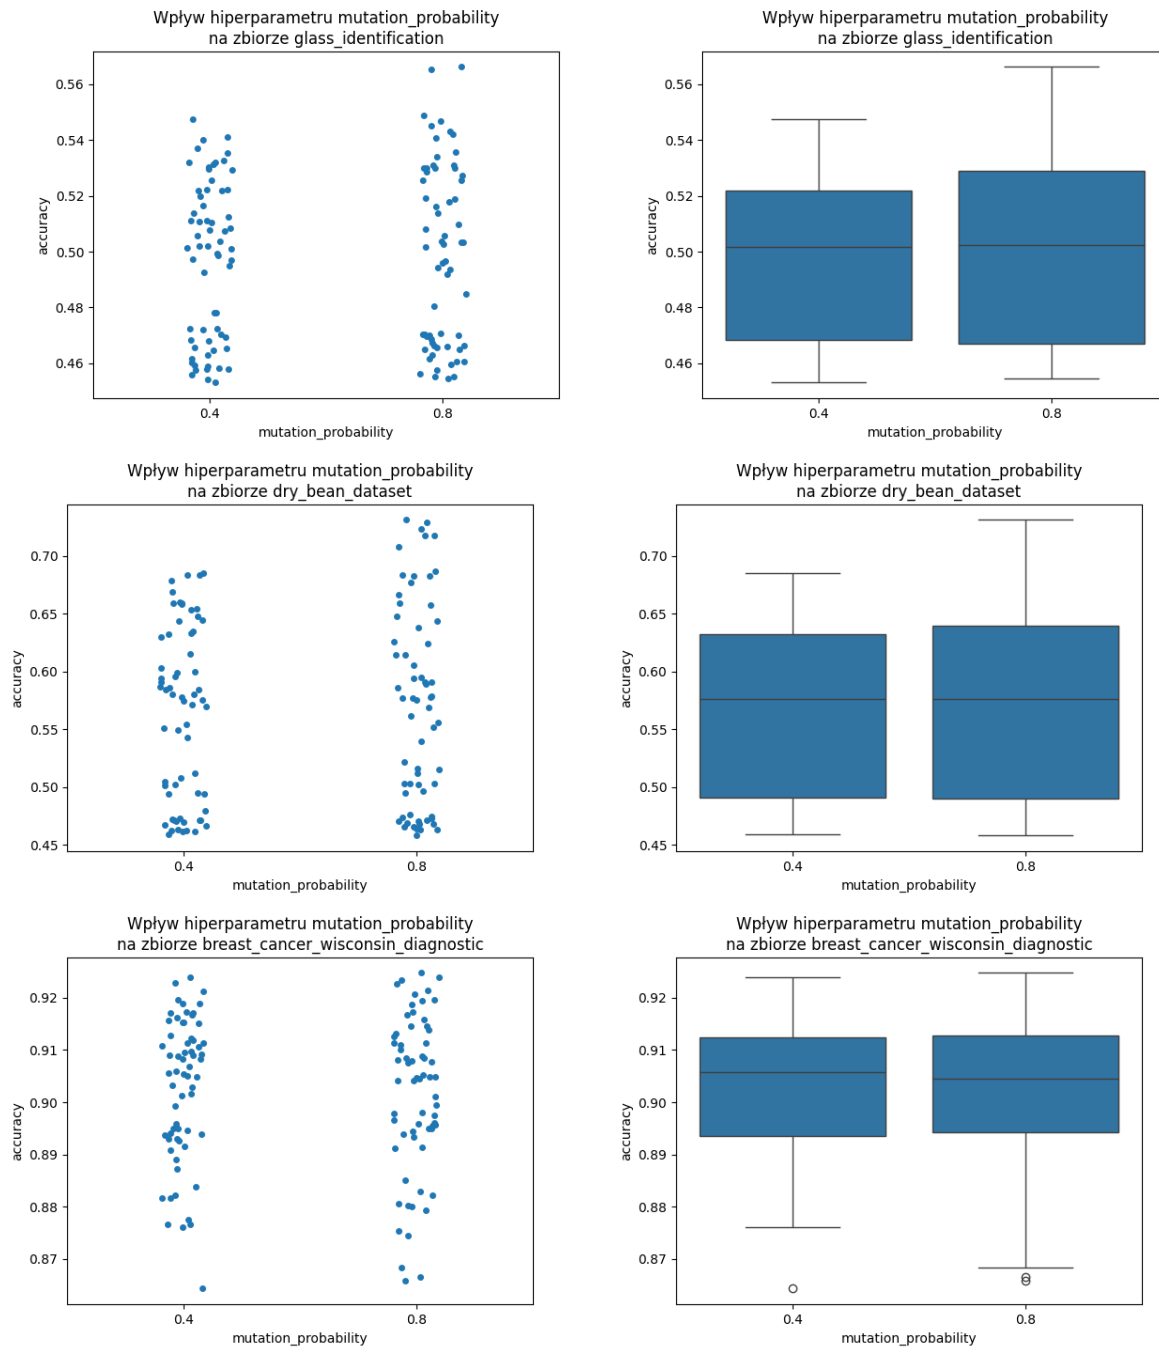 Wpływ hiperparametru mutation_probability
na zbiorze glass_identification
0.56
0.54
0.52
0.50
0.48
0.46
accuracy
0.4
0.8
mutation_probability
Wpływ hiperparametru mutation_probability
na zbiorze glass_identification
0.56
0.54
0.52
0.50
0.48
0.46
accuracy
0.4
0.8
mutation_probability
Wpływ hiperparametru mutation_probability
na zbiorze dry_bean_dataset
0.70
0.65
0.60
0.55
0.50
0.45
accuracy
0.4
0.8
mutation_probability
Wpływ hiperparametru mutation_probability
na zbiorze dry_bean_dataset
0.70
0.65
0.60
0.55
0.50
0.45
accuracy
0.4
0.8
mutation_probability
Wpływ hiperparametru mutation_probability
na zbiorze breast_cancer_wisconsin_diagnostic
0.92
0.91
0.90
0.89
0.88
0.87
accuracy
0.4
0.8
mutation_probability
Wpływ hiperparametru mutation_probability
na zbiorze breast_cancer_wisconsin_diagnostic
0.92
0.91
0.90
0.89
0.88
0.87
accuracy
0.4
0.8
mutation_probability